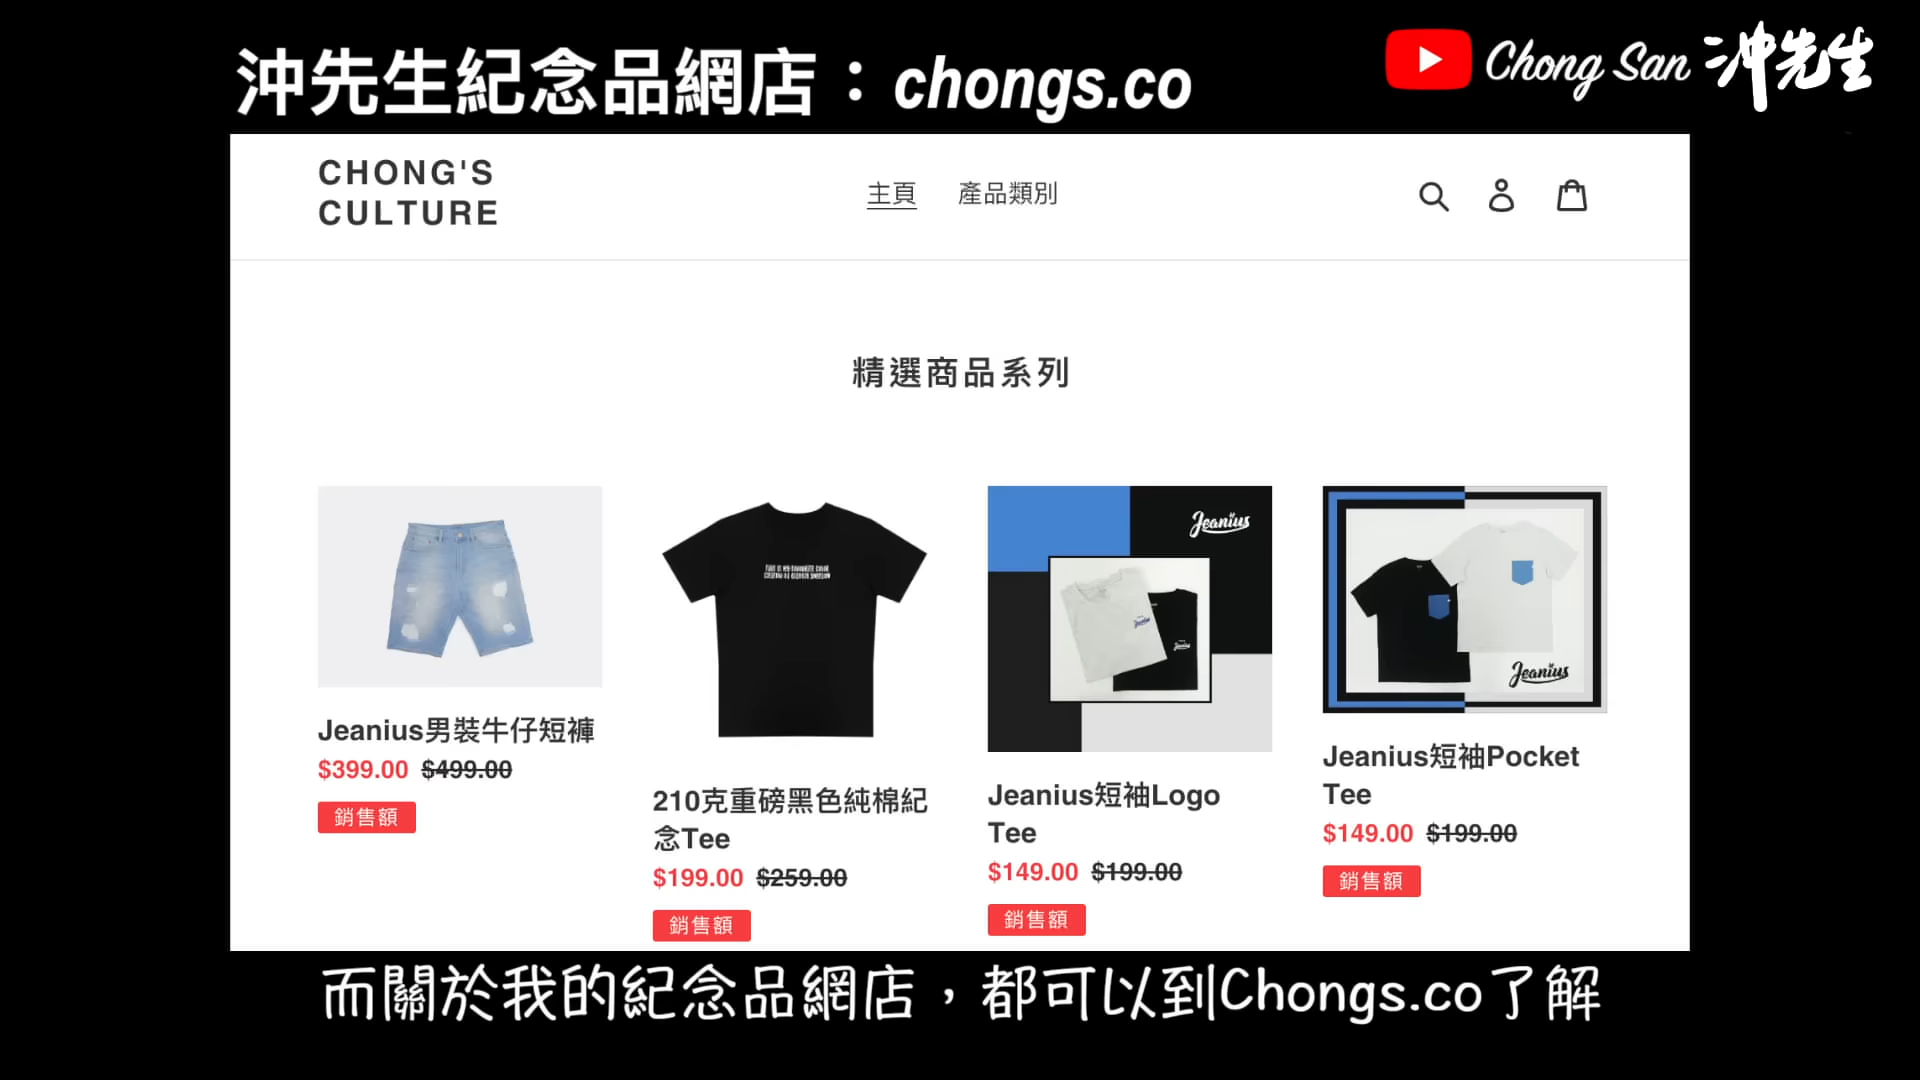 沖先生紀念品網店：chongs.co
Chong San 沖先生
CHONG'S
CULTURE
主頁 產品類別
精選商品系列
Jeanius
Jeanius
Jeanius男裝牛仔短褲
$399.00 $499.00
銷售額
210克重磅黑色純棉紀
念Tee
$199.00 $259.00
銷售額
Jeanius短袖Logo
Tee
$149.00 $199.00
銷售額
Jeanius短袖Pocket
Tee
$149.00 $199.00
銷售額
而關於我的紀念品網店，都可以到Chongs.co了解